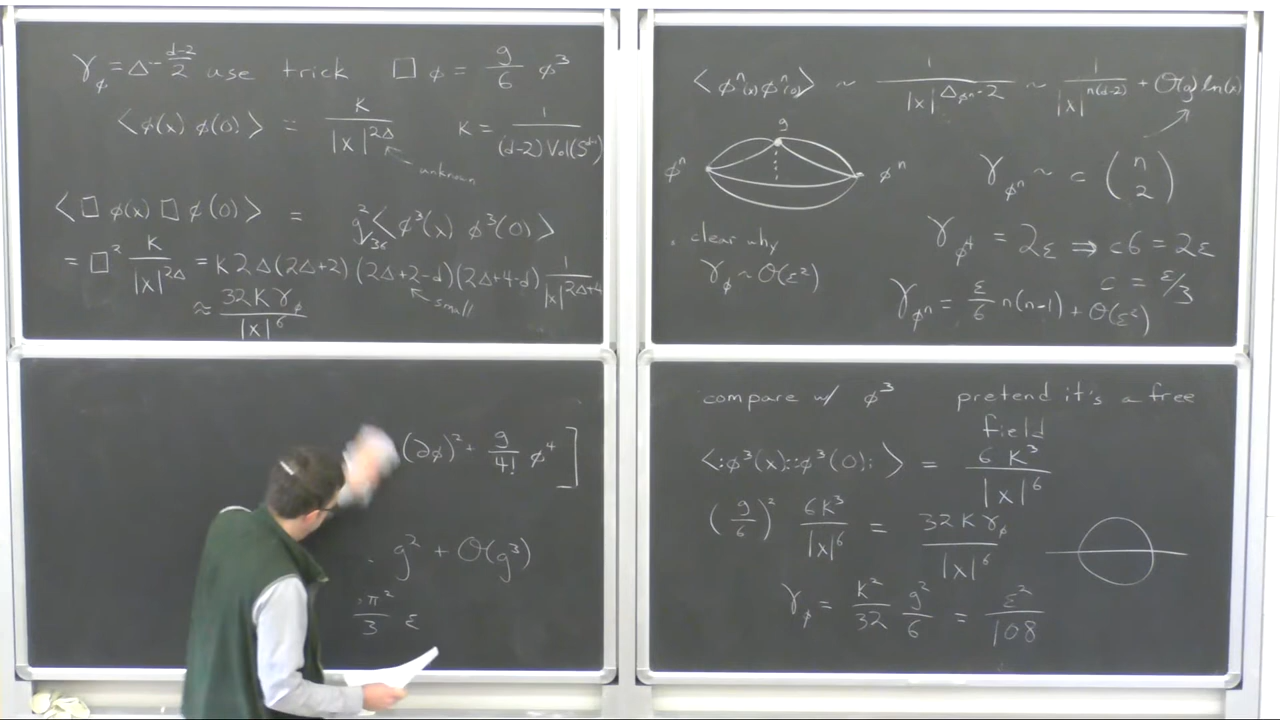 γ_φ = Δ - (d-2)/2 use trick □ φ = g/6 φ³
⟨φ(x) φ(0)⟩ = K/|x|^{2Δ} K = 1/((d-2) Vol(S^{d-1}))
unknown
⟨□ φ(x) □ φ(0)⟩ = g²/36 ⟨φ³(x) φ³(0)⟩
= □² K/|x|^{2Δ} = K 2Δ(2Δ+2)(2Δ+2-d)(2Δ+4-d) 1/|x|^{2Δ+4}
small
≈ 32Kγ_φ/|x|⁶
(∂φ)² + g/4! φ⁴ ]
g² + O(g³)
π²/3 ε
⟨φⁿ(x) φⁿ(0)⟩ ~ 1/|x|^{Δ_{φⁿ}·2} ~ 1/|x|^{n(d-2)} + O(g) ln(x)
g
φⁿ φⁿ
γ_{φⁿ} ~ c (n 2)
. clear why
γ_φ ~ O(ε²)
γ_{φ⁴} = 2ε ⇒ c6 = 2ε
c = ε/3
γ_{φⁿ} = ε/6 n(n-1) + O(ε²)
compare w/ φ³ pretend it's a free
field
⟨:φ³(x)::φ³(0):⟩ = 6 K³/|x|⁶
(g/6)² 6K³/|x|⁶ = 32Kγ_φ/|x|⁶
γ_φ = K²/32 g²/6 = ε²/108